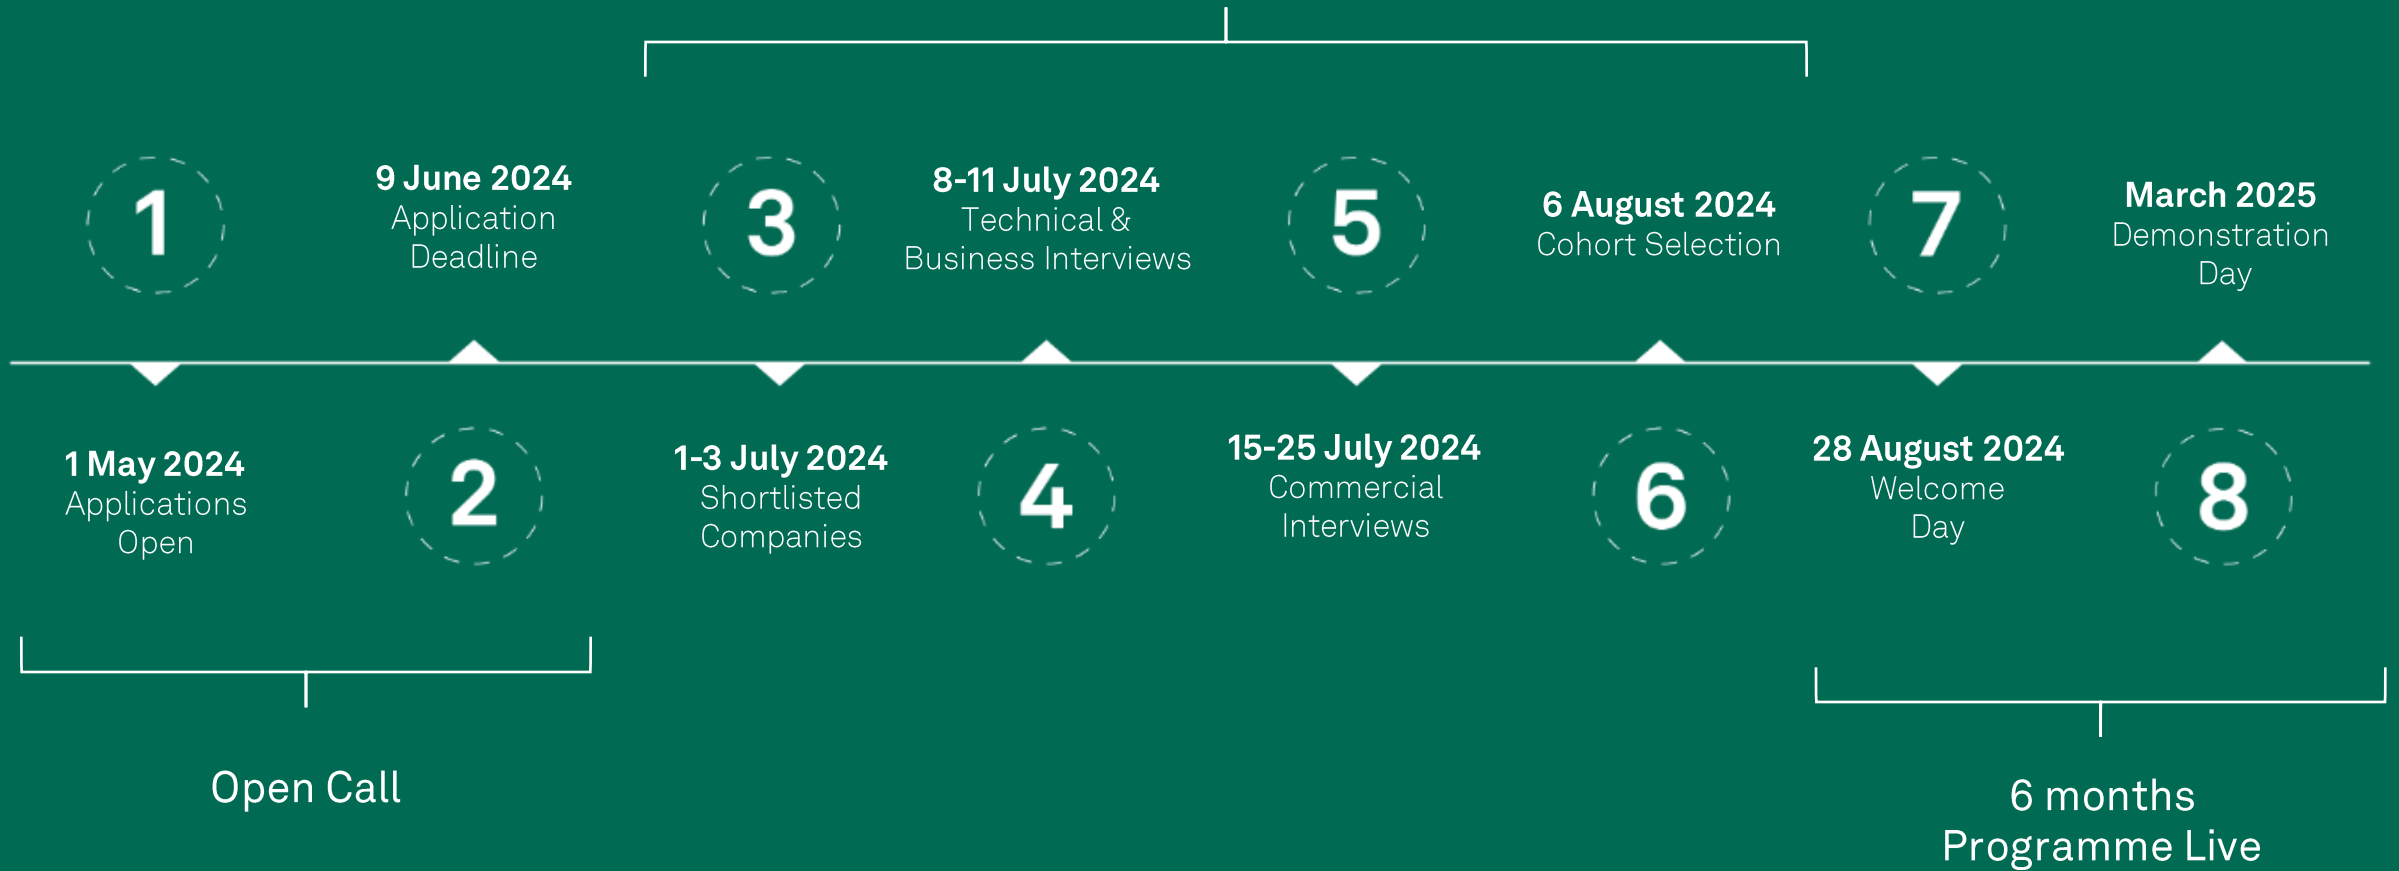 1
1 May 2024
Applications
Open
9 June 2024
Application
Deadline
2
3
1-3 July 2024
Shortlisted
Companies
8-11 July 2024
Technical &
Business Interviews
4
5
15-25 July 2024
Commercial
Interviews
6 August 2024
Cohort Selection
6
7
28 August 2024
Welcome
Day
March 2025
Demonstration
Day
8
Open Call
6 months
Programme Live